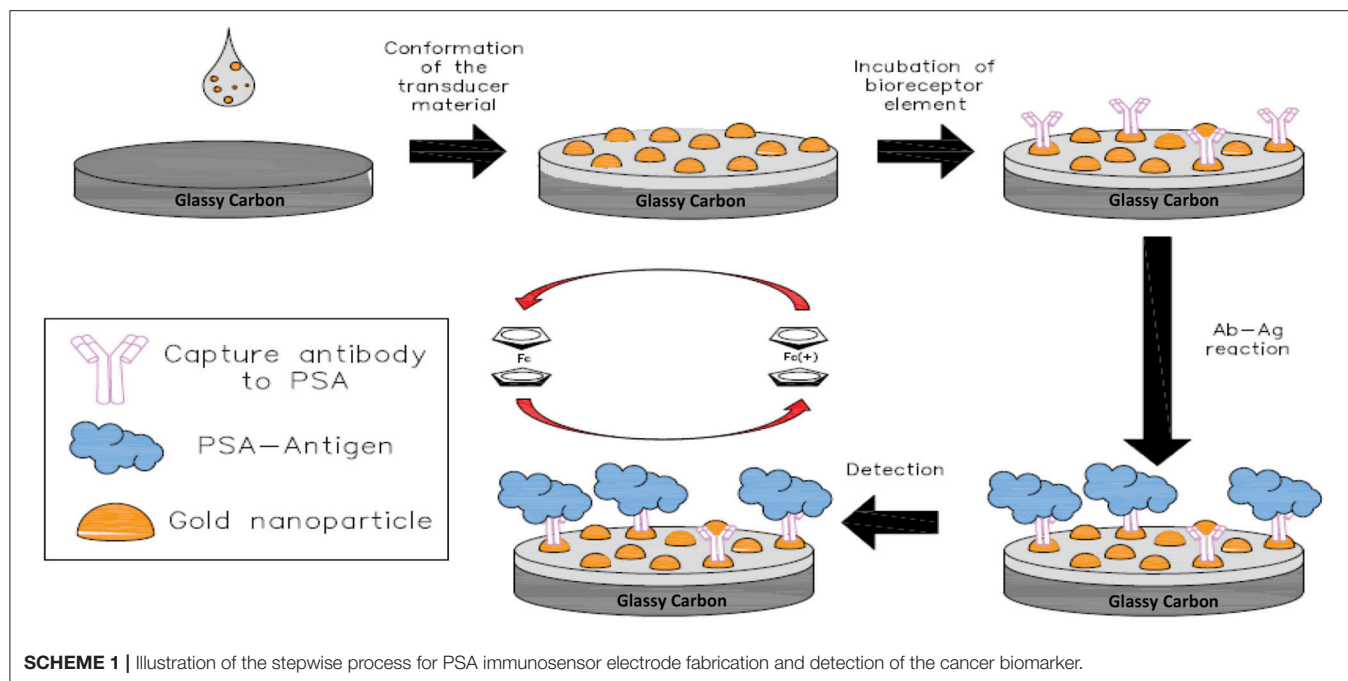 Conformation
of the
transducer
material
Incubation of
bioreceptor
element
Glassy Carbon
Glassy Carbon
Glassy Carbon
Capture antibody
to PSA
PSA-Antigen
Gold nanoparticle
Fc
Fc(+)
Ab-Ag
reaction
Detection
Glassy Carbon
Glassy Carbon
SCHEME 1 | Illustration of the stepwise process for PSA immunosensor electrode fabrication and detection of the cancer biomarker.